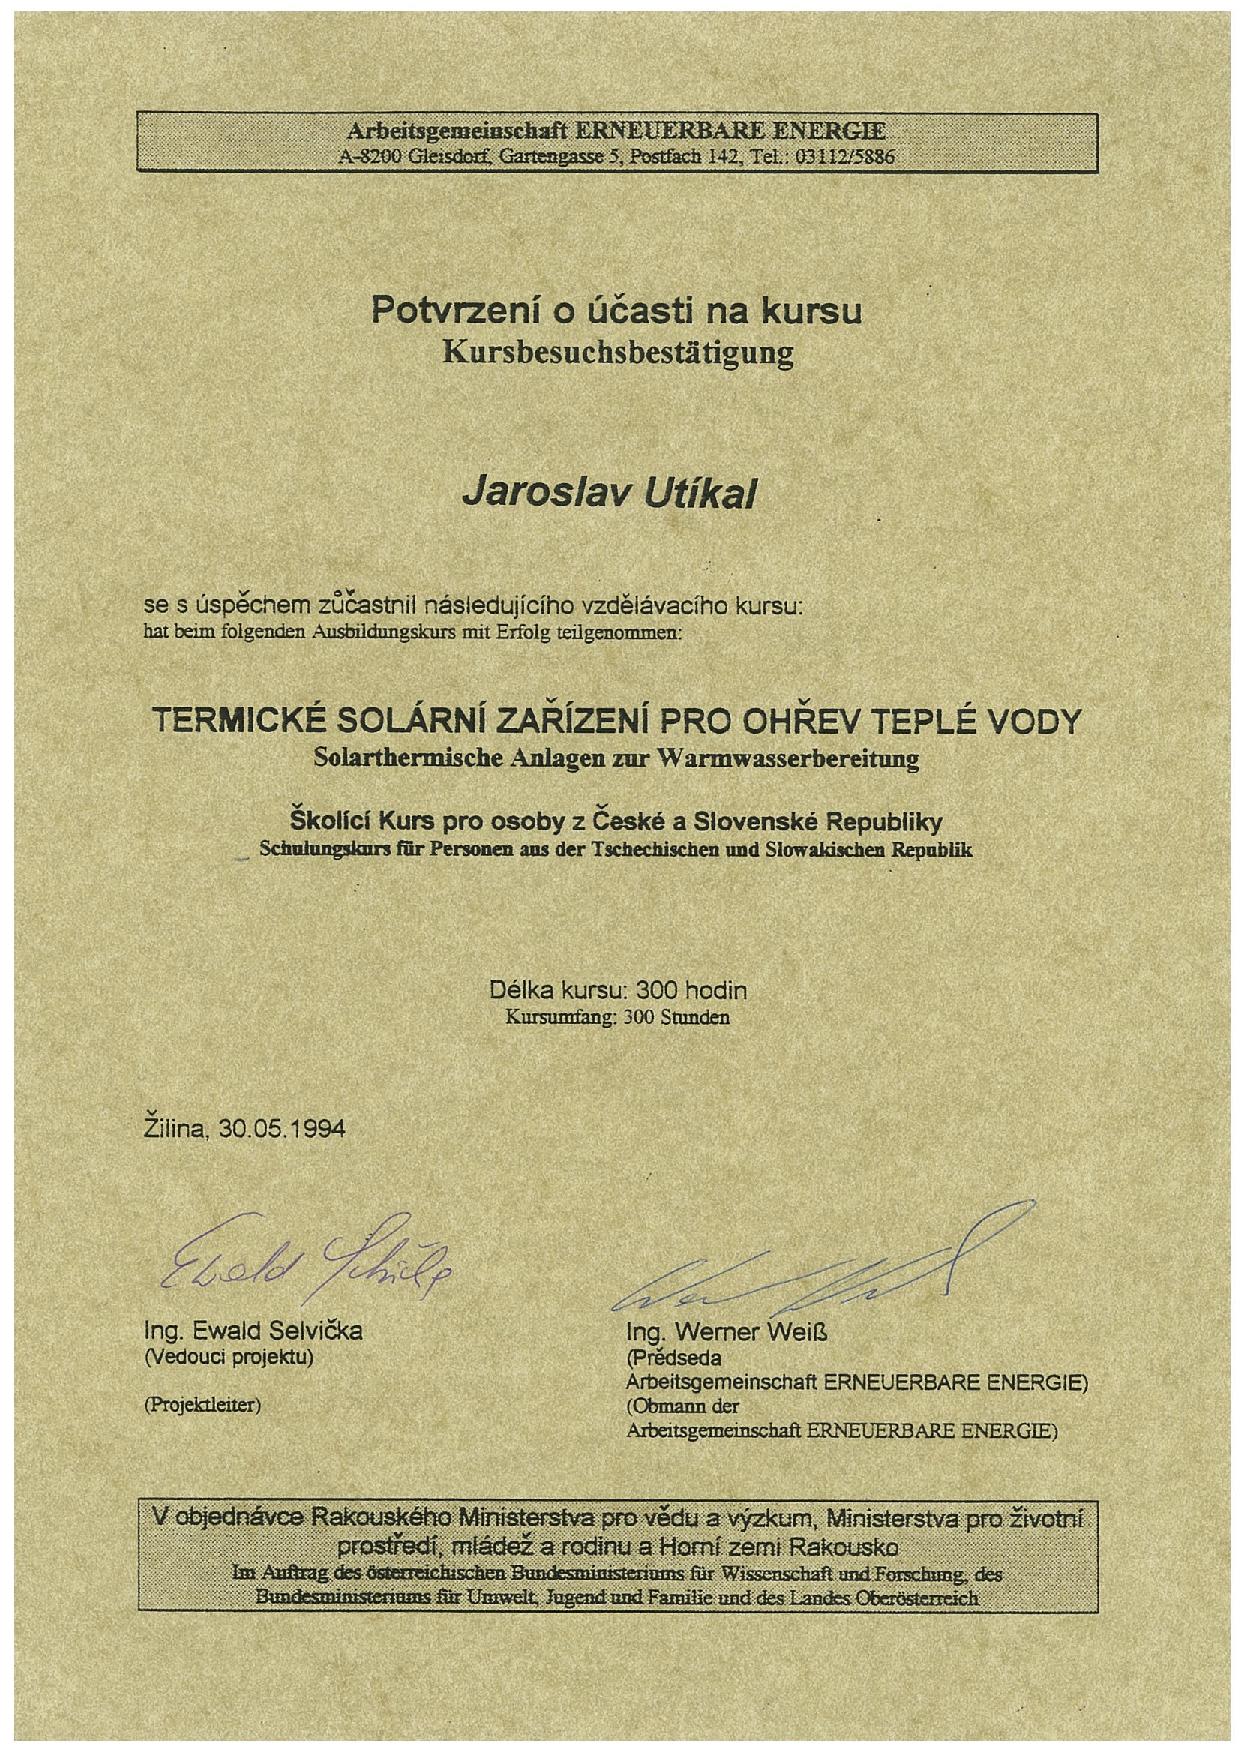 Arbeitsgemeinschaft ERNEUERBARE ENERGIE
A-8200 Gleisdorf, Gartengasse 5, Postfach 142, Tel.: 03112/5886
Potvrzení o účasti na kursu
Kursbesuchsbestätigung
Jaroslav Utíkal
se s úspěchem zůčastnil následujícího vzdělávacího kursu:
hat beim folgenden Ausbildungskurs mit Erfolg teilgenommen:
TERMICKÉ SOLÁRNÍ ZAŘÍZENÍ PRO OHŘEV TEPLÉ VODY
Solarthermische Anlagen zur Warmwasserbereitung
Školící Kurs pro osoby z České a Slovenské Republiky
Schulungskurs für Personen aus der Tschechischen und Slowakischen Republik
Délka kursu: 300 hodin
Kursumfang: 300 Stunden
Žilina, 30.05.1994
Ewald
Ing. Ewald Selvička
(Vedouci projektu)
(Projektleiter)
Ing. Werner Weiß
(Prědseda
Arbeitsgemeinschaft ERNEUERBARE ENERGIE)
(Obmann der
Arbeitsgemeinschaft ERNEUERBARE ENERGIE)
V objednávce Rakouského Ministerstva pro vědu a výzkum, Ministerstva pro životní
prostředí, mládež a rodinu a Horní zemi Rakousko
Im Auftrag des österreichischen Bundesministeriums für Wissenschaft und Forschung, des
Bundesministeriums für Umwelt, Jugend und Familie und des Landes Oberösterreich